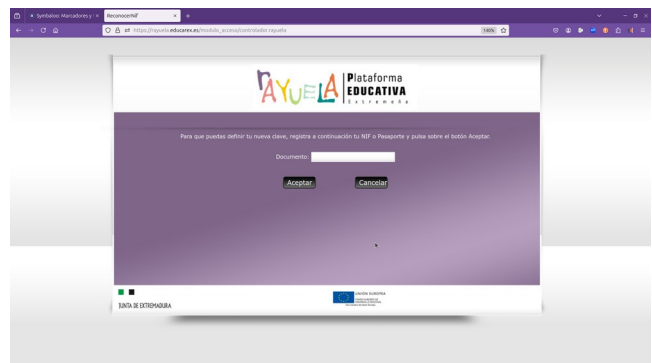 Symbaloo: Marcadores y
ReconocerNif
https://rayuela.educarex.es/modulo_acceso/controlador.rayuela
140%
rAYUELA
Plataforma
EDUCATIVA
Extremeña
Para que puedas definir tu nueva clave, registra a continuación tu NIF o Pasaporte y pulsa sobre el botón Aceptar.
Documento:
Aceptar Cancelar
UNIÓN EUROPEA
JUNTA DE EXTREMADURA